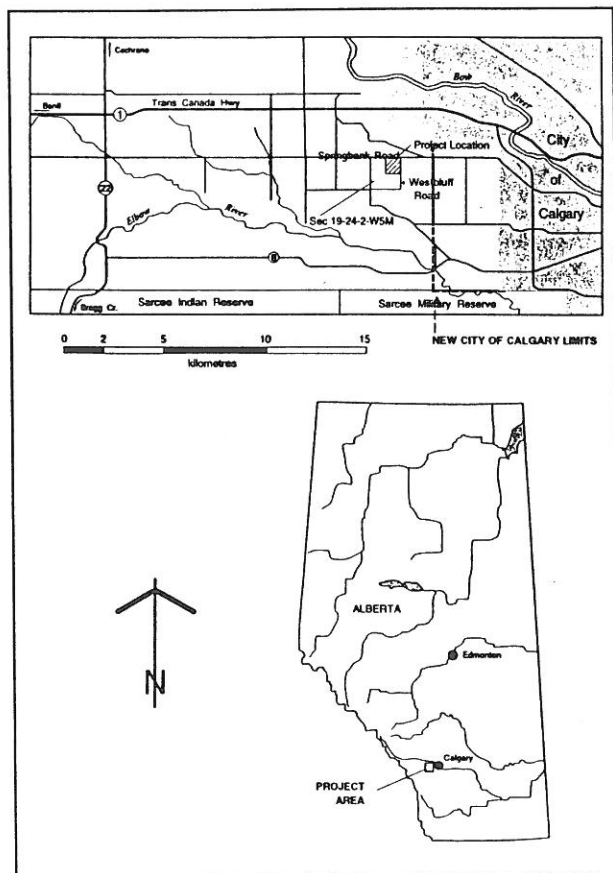 Cochrane
Bow
River
Banff
1
Trans Canada Hwy
City
Project Location
Springbank Road
of
22
Westbluff
Road
Calgary
Elbow
River
Sec 19-24-2-W5M
8
Sarcee Indian Reserve
Sarcee Military Reserve
Bragg Cr.
0 2 5 10 15
kilometres
NEW CITY OF CALGARY LIMITS
ALBERTA
N
Edmonton
Calgary
PROJECT
AREA